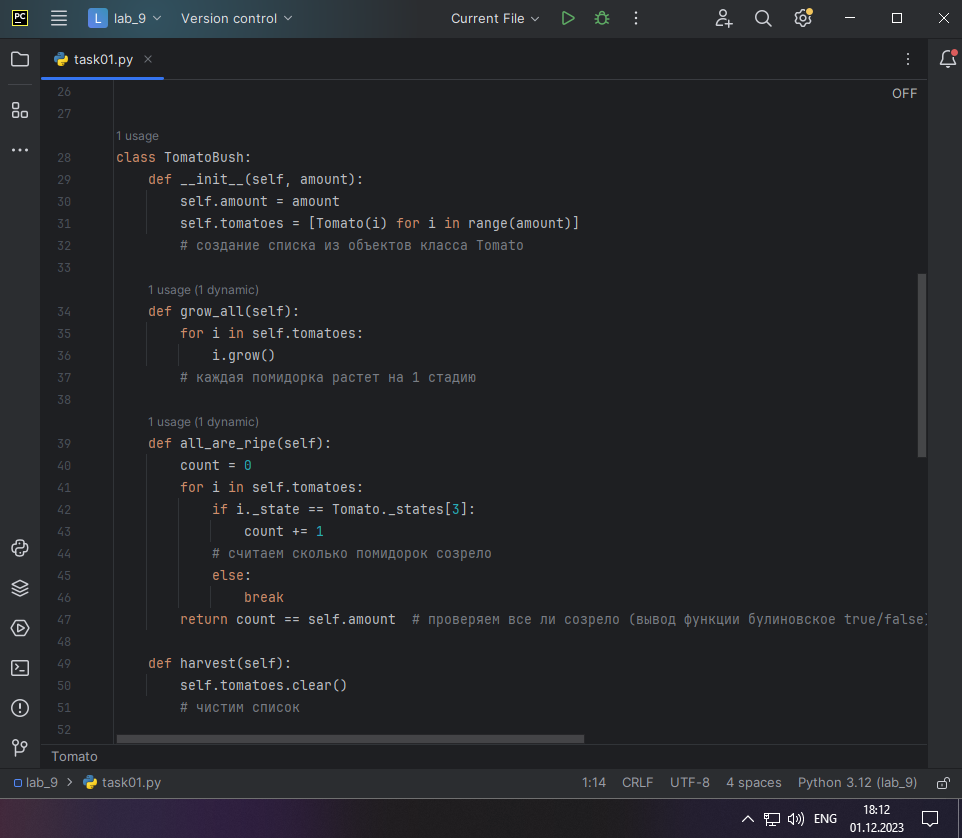 PC
L lab_9 Version control Current File
task01.py
OFF
26
27
1 usage
28 class TomatoBush:
29 def __init__(self, amount):
30 self.amount = amount
31 self.tomatoes = [Tomato(i) for i in range(amount)]
32 # создание списка из объектов класса Tomato
33
1 usage (1 dynamic)
34 def grow_all(self):
35 for i in self.tomatoes:
36 i.grow()
37 # каждая помидорка растет на 1 стадию
38
1 usage (1 dynamic)
39 def all_are_ripe(self):
40 count = 0
41 for i in self.tomatoes:
42 if i._state == Tomato._states[3]:
43 count += 1
44 # считаем сколько помидорок созрело
45 else:
46 break
47 return count == self.amount # проверяем все ли созрело (вывод функции булиновское true/false)
48
49 def harvest(self):
50 self.tomatoes.clear()
51 # чистим список
52
Tomato
lab_9 > task01.py 1:14 CRLF UTF-8 4 spaces Python 3.12 (lab_9)
ENG 18:12
01.12.2023